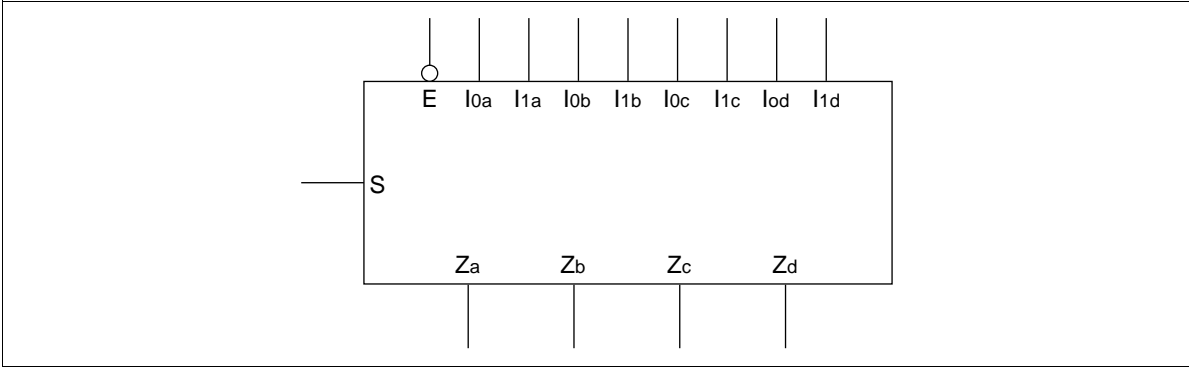 E I0a I1a I0b I1b I0c I1c Iod I1d
S
Za Zb Zc Zd